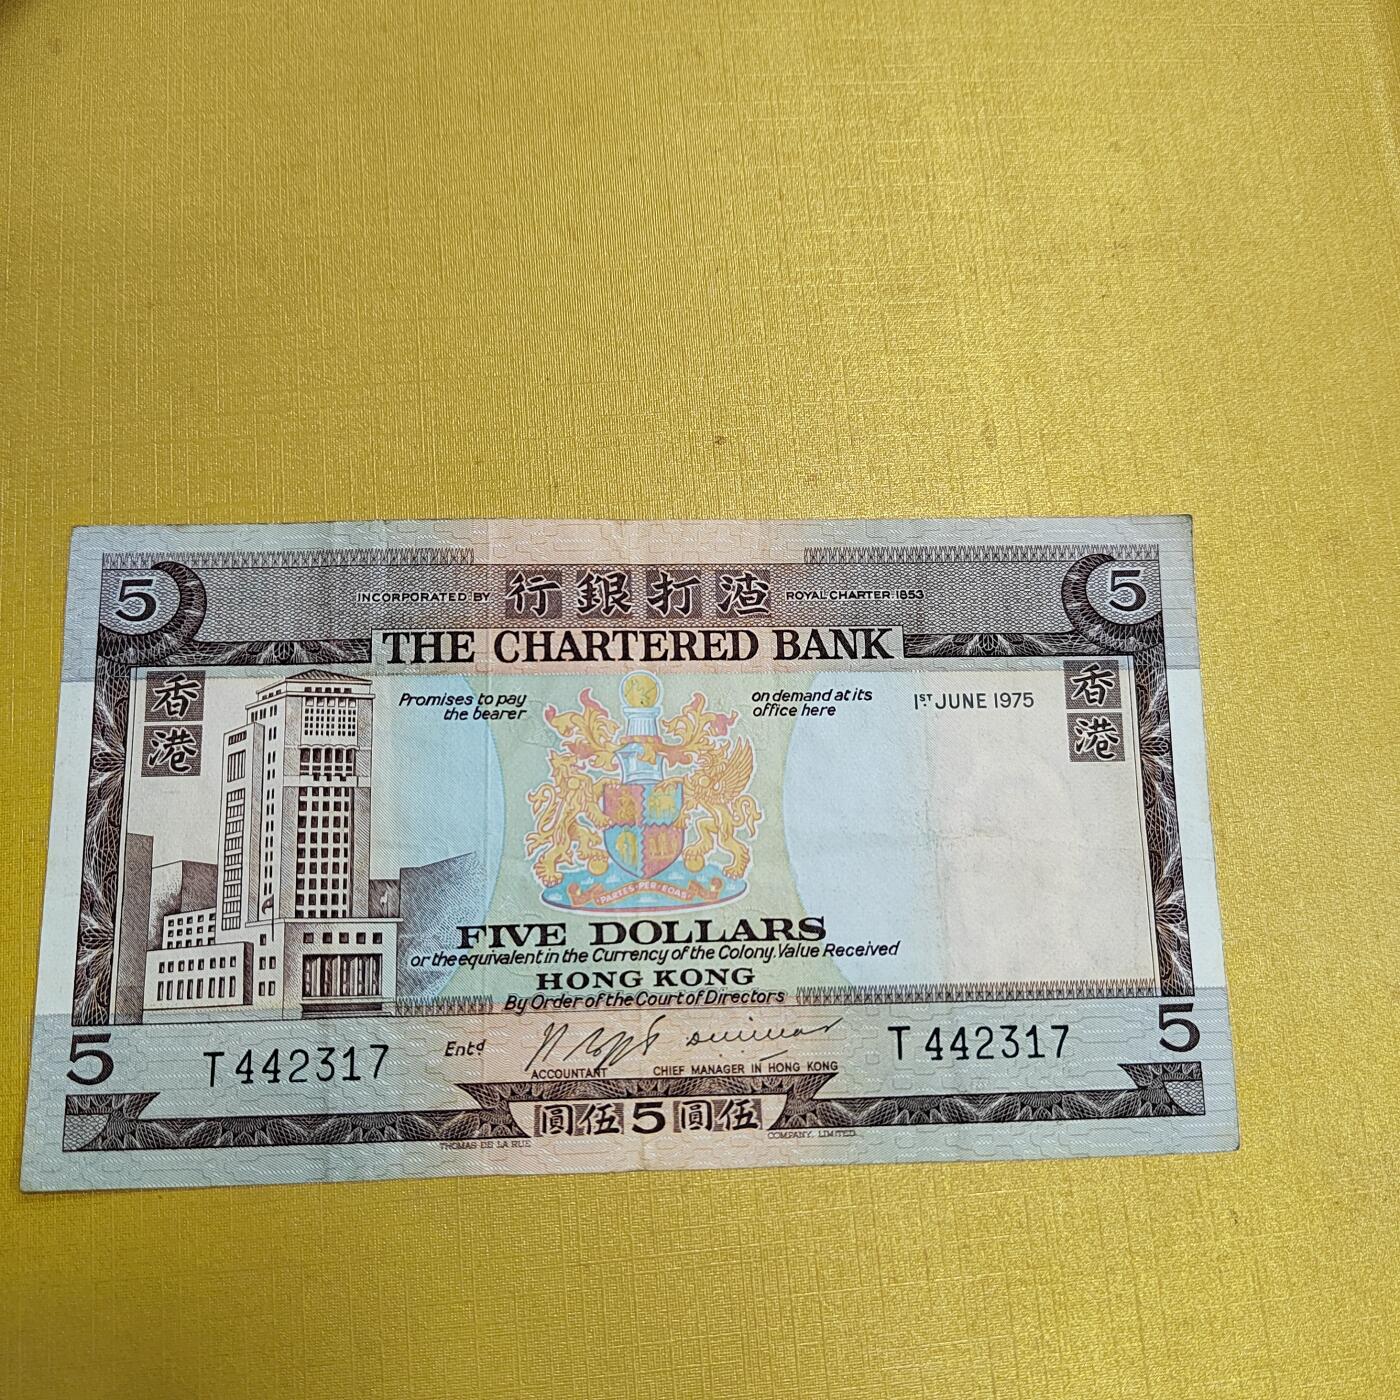 5
INCORPORATED BY 行銀打渣 ROYAL CHARTER.1853
5
THE CHARTERED BANK
香港
Promises to pay the bearer
on demand at its office here
1ST JUNE 1975
香港
PARTES·PER·EOAS
FIVE DOLLARS
or the equivalent in the Currency of the Colony. Value Received
HONG KONG
By Order of the Court of Directors
5
T 442317
Entd
T 442317
5
ACCOUNTANT
CHIEF MANAGER IN HONG KONG
圓伍 5 圓伍
THOMAS DE LA RUE
COMPANY, LIMITED.